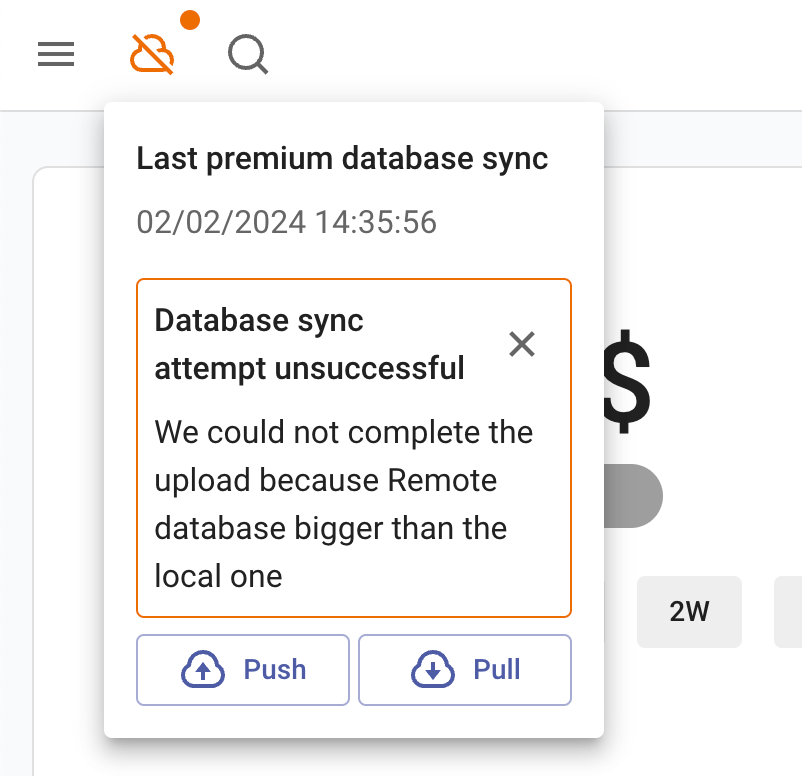 Last premium database sync
02/02/2024 14:35:56
Database sync
attempt unsuccessful
We could not complete the
upload because Remote
database bigger than the
local one
Push
Pull
$
2W